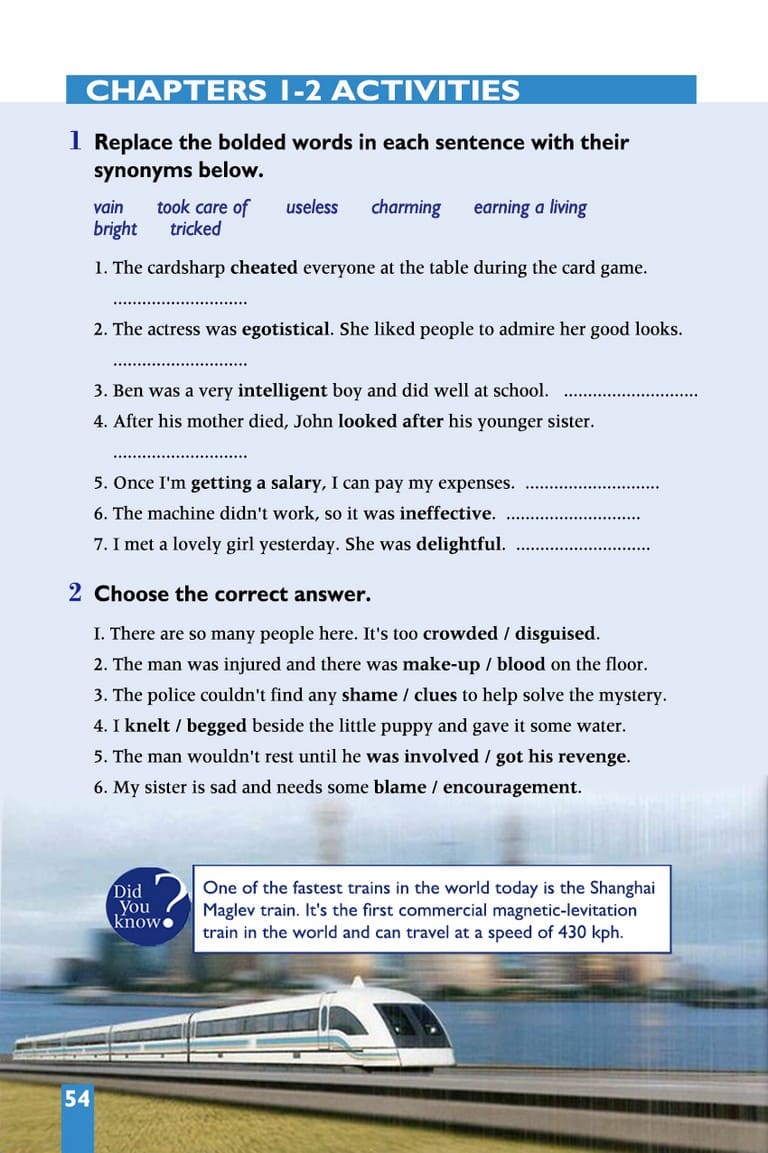 CHAPTERS 1-2 ACTIVITIES
1 Replace the bolded words in each sentence with their
synonyms below.
vain took care of useless charming earning a living
bright tricked
1. The cardsharp cheated everyone at the table during the card game.
............................
2. The actress was egotistical. She liked people to admire her good looks.
............................
3. Ben was a very intelligent boy and did well at school. ............................
4. After his mother died, John looked after his younger sister.
............................
5. Once I'm getting a salary, I can pay my expenses. ............................
6. The machine didn't work, so it was ineffective. ............................
7. I met a lovely girl yesterday. She was delightful. ............................
2 Choose the correct answer.
I. There are so many people here. It's too crowded / disguised.
2. The man was injured and there was make-up / blood on the floor.
3. The police couldn't find any shame / clues to help solve the mystery.
4. I knelt / begged beside the little puppy and gave it some water.
5. The man wouldn't rest until he was involved / got his revenge.
6. My sister is sad and needs some blame / encouragement.
Did
You
know?
One of the fastest trains in the world today is the Shanghai
Maglev train. It's the first commercial magnetic-levitation
train in the world and can travel at a speed of 430 kph.
54